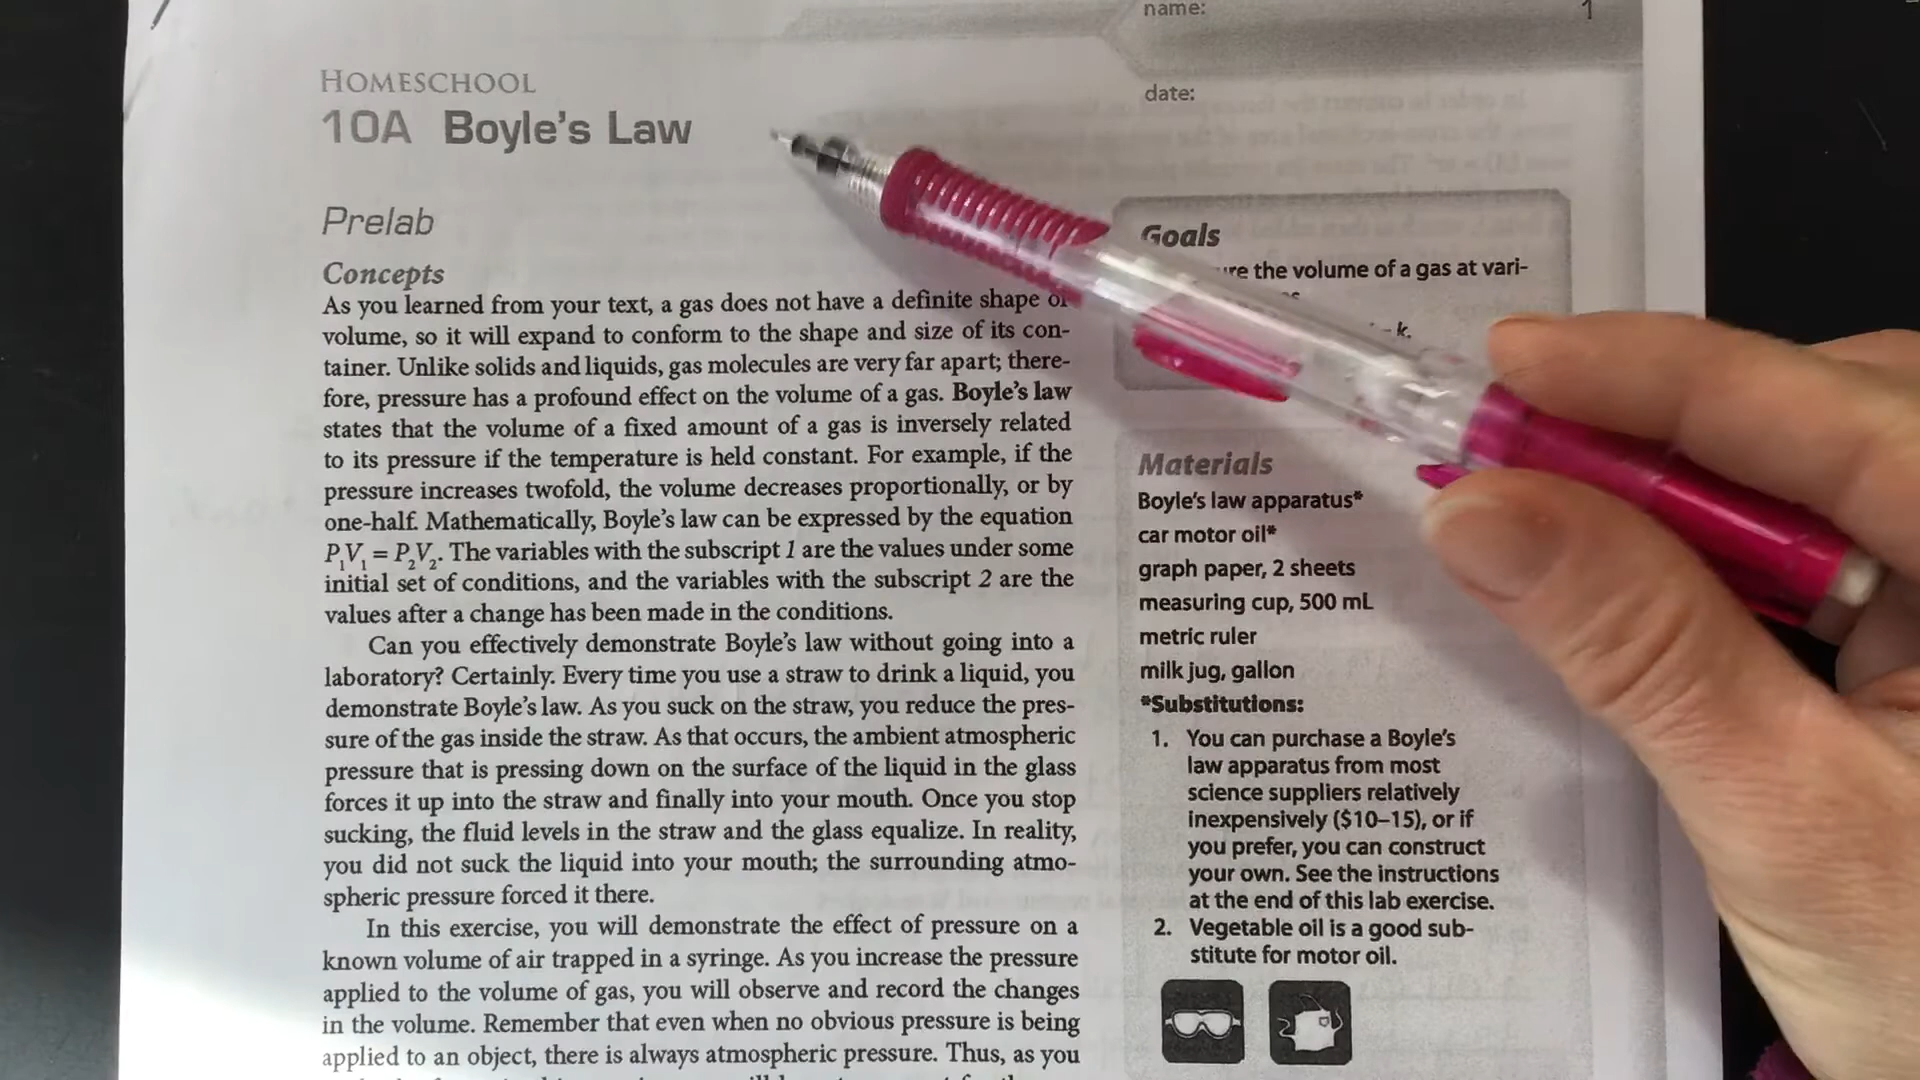 name:
1
date:
HOMESCHOOL
10A Boyle's Law
Prelab
Concepts
As you learned from your text, a gas does not have a definite shape or
volume, so it will expand to conform to the shape and size of its con-
tainer. Unlike solids and liquids, gas molecules are very far apart; there-
fore, pressure has a profound effect on the volume of a gas. Boyle's law
states that the volume of a fixed amount of a gas is inversely related
to its pressure if the temperature is held constant. For example, if the
pressure increases twofold, the volume decreases proportionally, or by
one-half. Mathematically, Boyle's law can be expressed by the equation
P₁V₁ = P₂V₂. The variables with the subscript 1 are the values under some
initial set of conditions, and the variables with the subscript 2 are the
values after a change has been made in the conditions.
Can you effectively demonstrate Boyle's law without going into a
laboratory? Certainly. Every time you use a straw to drink a liquid, you
demonstrate Boyle's law. As you suck on the straw, you reduce the pres-
sure of the gas inside the straw. As that occurs, the ambient atmospheric
pressure that is pressing down on the surface of the liquid in the glass
forces it up into the straw and finally into your mouth. Once you stop
sucking, the fluid levels in the straw and the glass equalize. In reality,
you did not suck the liquid into your mouth; the surrounding atmo-
spheric pressure forced it there.
In this exercise, you will demonstrate the effect of pressure on a
known volume of air trapped in a syringe. As you increase the pressure
applied to the volume of gas, you will observe and record the changes
in the volume. Remember that even when no obvious pressure is being
applied to an object, there is always atmospheric pressure. Thus, as you
Goals
the volume of a gas at vari-
k.
Materials
Boyle's law apparatus*
car motor oil*
graph paper, 2 sheets
measuring cup, 500 mL
metric ruler
milk jug, gallon
*Substitutions:
1. You can purchase a Boyle's
law apparatus from most
science suppliers relatively
inexpensively ($10–15), or if
you prefer, you can construct
your own. See the instructions
at the end of this lab exercise.
2. Vegetable oil is a good sub-
stitute for motor oil.